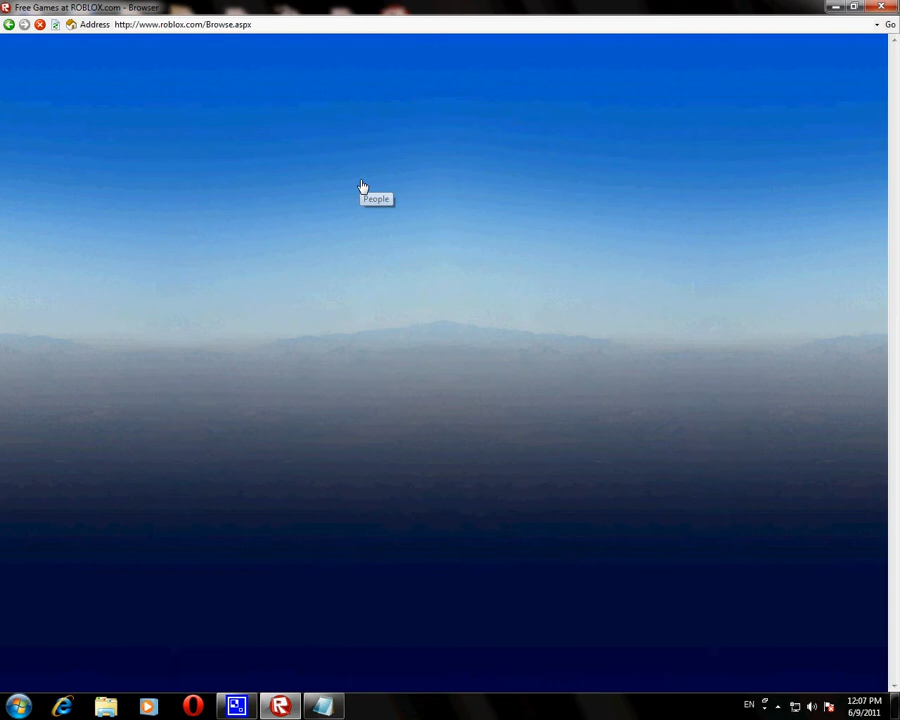 Free Games at ROBLOX.com - Browser
Address http://www.roblox.com/Browse.aspx Go
People
EN
12:07 PM
6/9/2011